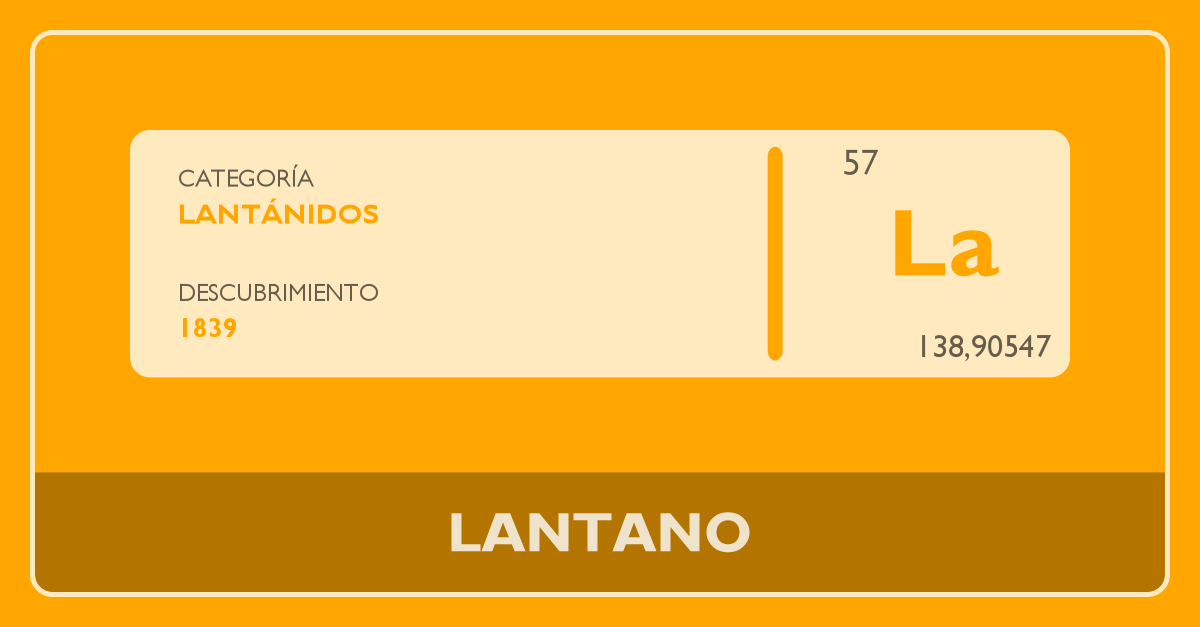 CATEGORÍA
LANTÁNIDOS
DESCUBRIMIENTO
1839
57
La
138,90547
LANTANO